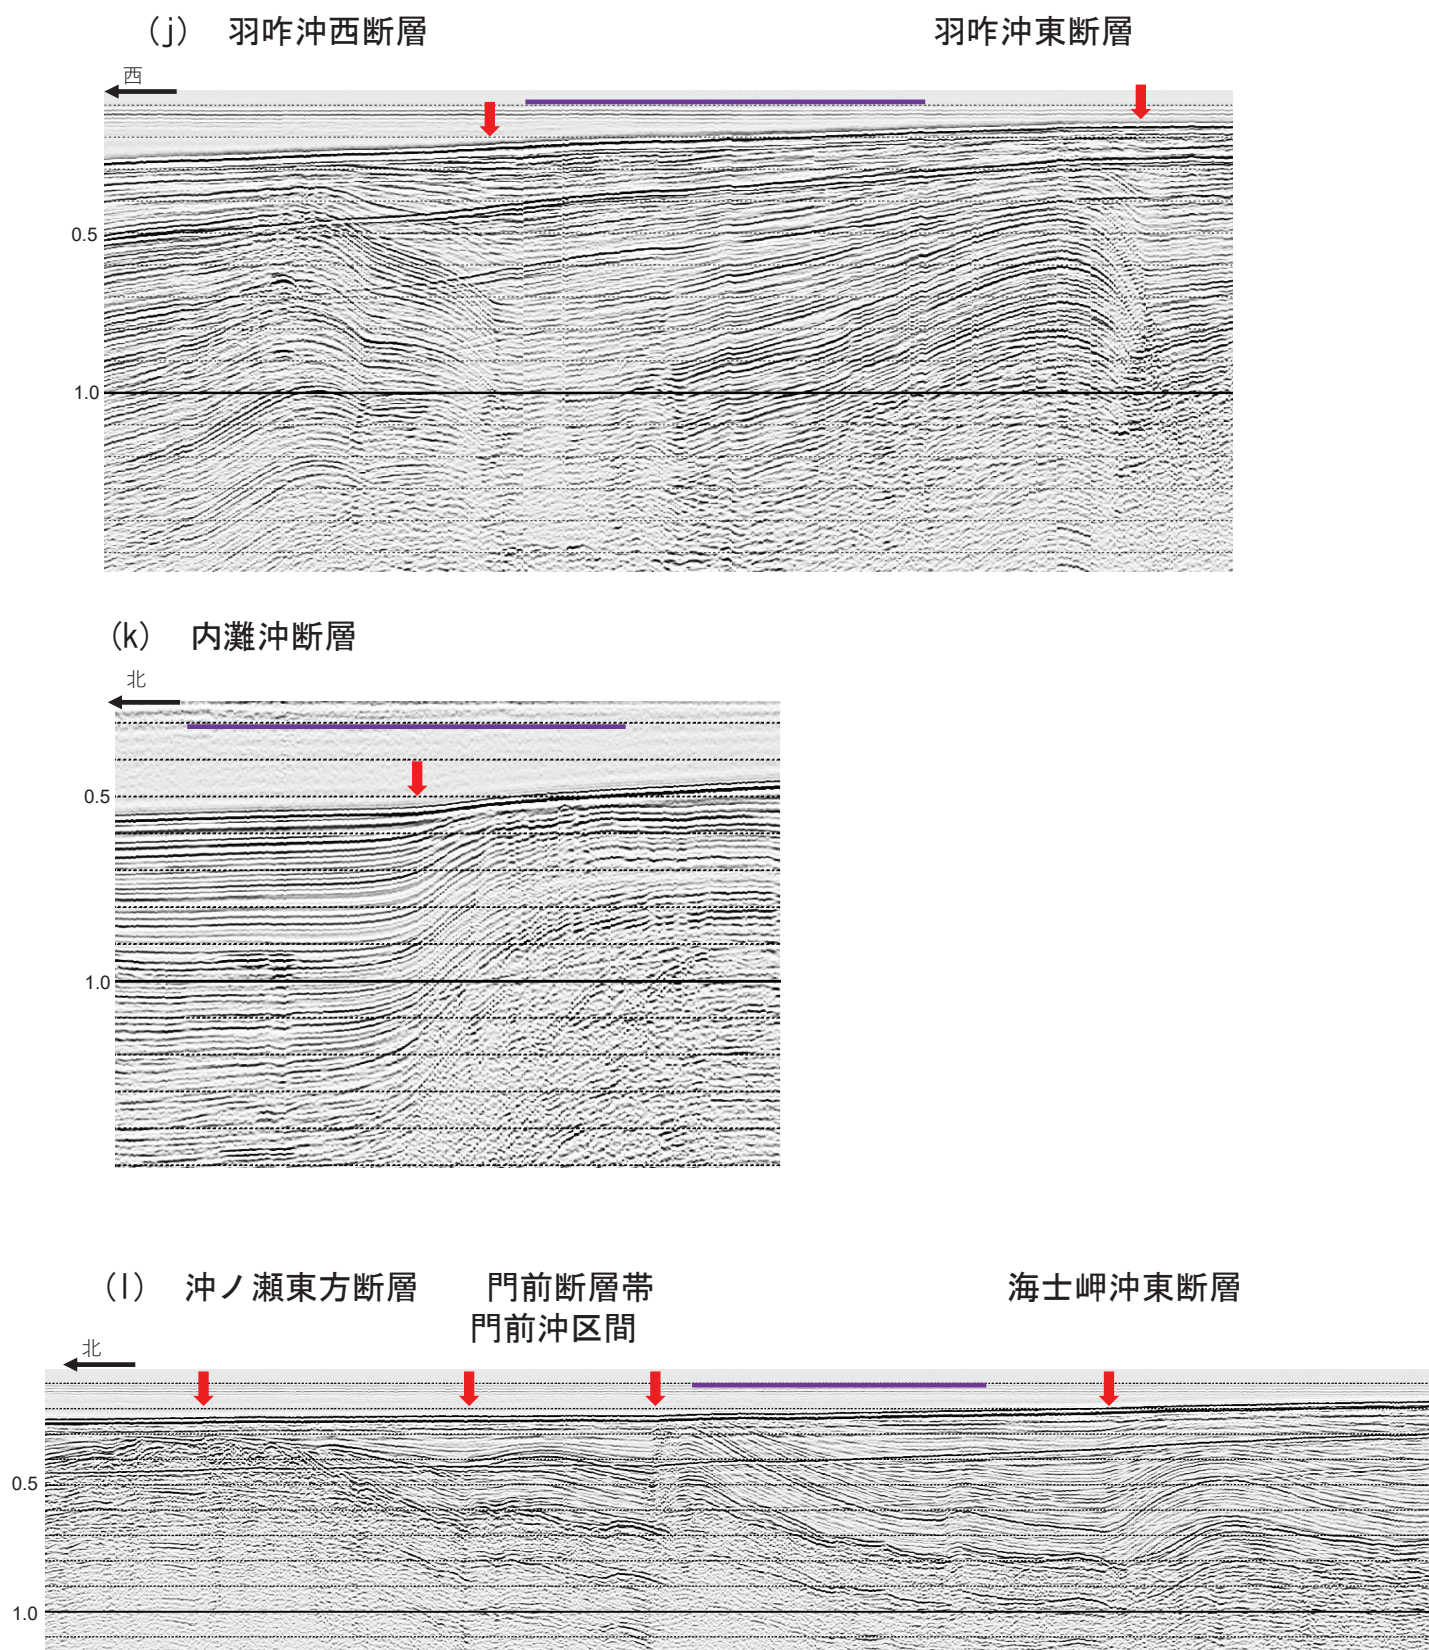 (j) 羽咋沖西断層
羽咋沖東断層
西
0.5
1.0
(k) 内灘沖断層
北
0.5
1.0
(l) 沖ノ瀬東方断層
門前断層帯
門前沖区間
海士岬沖東断層
北
0.5
1.0